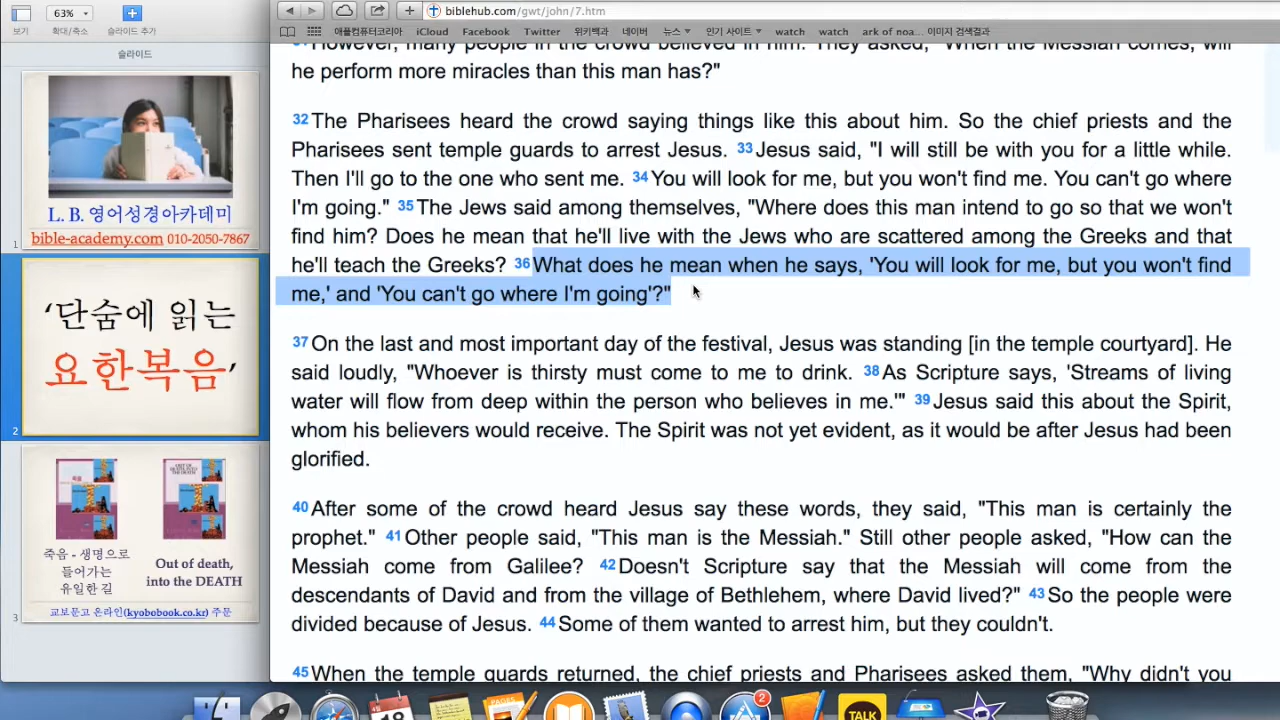 63%
biblehub.com/gwt/john/7.htm
보기
확대/축소
슬라이드 추가
애플컴퓨터코리아 iCloud Facebook Twitter 위키백과 네이버 뉴스 인기 사이트 watch watch ark of noa... 이미지 검색결과
슬라이드
However, many people in the crowd believed in him. They asked, "When the Messiah comes, will
he perform more miracles than this man has?"
32 The Pharisees heard the crowd saying things like this about him. So the chief priests and the
Pharisees sent temple guards to arrest Jesus. 33 Jesus said, "I will still be with you for a little while.
Then I'll go to the one who sent me. 34 You will look for me, but you won't find me. You can't go where
I'm going." 35 The Jews said among themselves, "Where does this man intend to go so that we won't
find him? Does he mean that he'll live with the Jews who are scattered among the Greeks and that
he'll teach the Greeks? 36 What does he mean when he says, 'You will look for me, but you won't find
me,' and 'You can't go where I'm going'?"
37 On the last and most important day of the festival, Jesus was standing [in the temple courtyard]. He
said loudly, "Whoever is thirsty must come to me to drink. 38 As Scripture says, 'Streams of living
water will flow from deep within the person who believes in me.'" 39 Jesus said this about the Spirit,
whom his believers would receive. The Spirit was not yet evident, as it would be after Jesus had been
glorified.
40 After some of the crowd heard Jesus say these words, they said, "This man is certainly the
prophet." 41 Other people said, "This man is the Messiah." Still other people asked, "How can the
Messiah come from Galilee? 42 Doesn't Scripture say that the Messiah will come from the
descendants of David and from the village of Bethlehem, where David lived?" 43 So the people were
divided because of Jesus. 44 Some of them wanted to arrest him, but they couldn't.
45 When the temple guards returned, the chief priests and Pharisees asked them, "Why didn't you
L. B. 영어성경아카데미
bible-academy.com 010-2050-7867
1
'단숨에 읽는
요한복음'
2
죽음 - 생명으로
들어가는
유일한 길
Out of death,
into the DEATH
교보문고 온라인(kyobobook.co.kr) 주문
3
18
PAGES
2
TALK